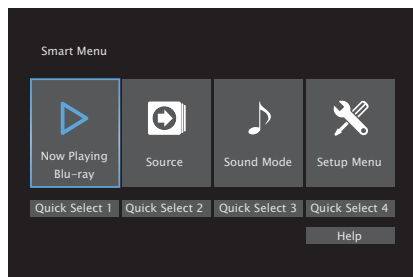 Smart Menu
Now Playing
Blu-ray
Source
Sound Mode
Setup Menu
Quick Select 1
Quick Select 2
Quick Select 3
Quick Select 4
Help